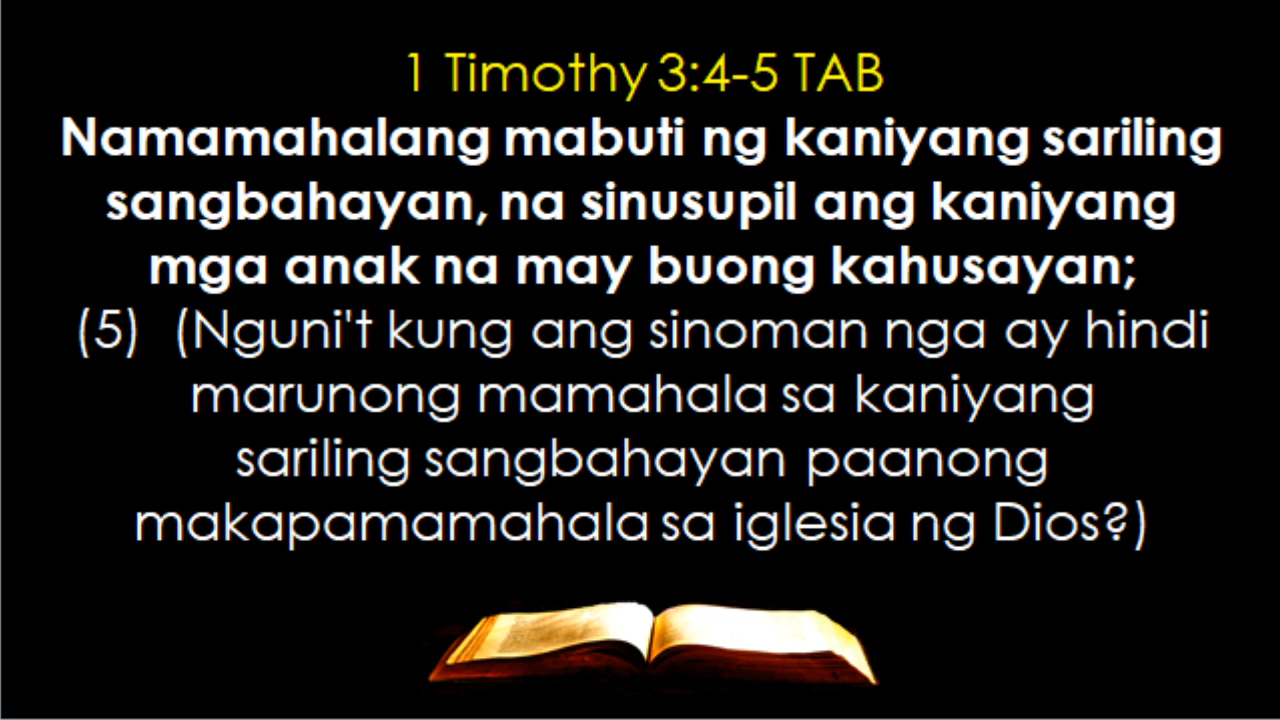 1 Timothy 3:4-5 TAB
Namamahalang mabuti ng kaniyang sariling
sangbahayan, na sinusupil ang kaniyang
mga anak na may buong kahusayan;
(5) (Nguni't kung ang sinoman nga ay hindi
marunong mamahala sa kaniyang
sariling sangbahayan paanong
makapamamahala sa iglesia ng Dios?)